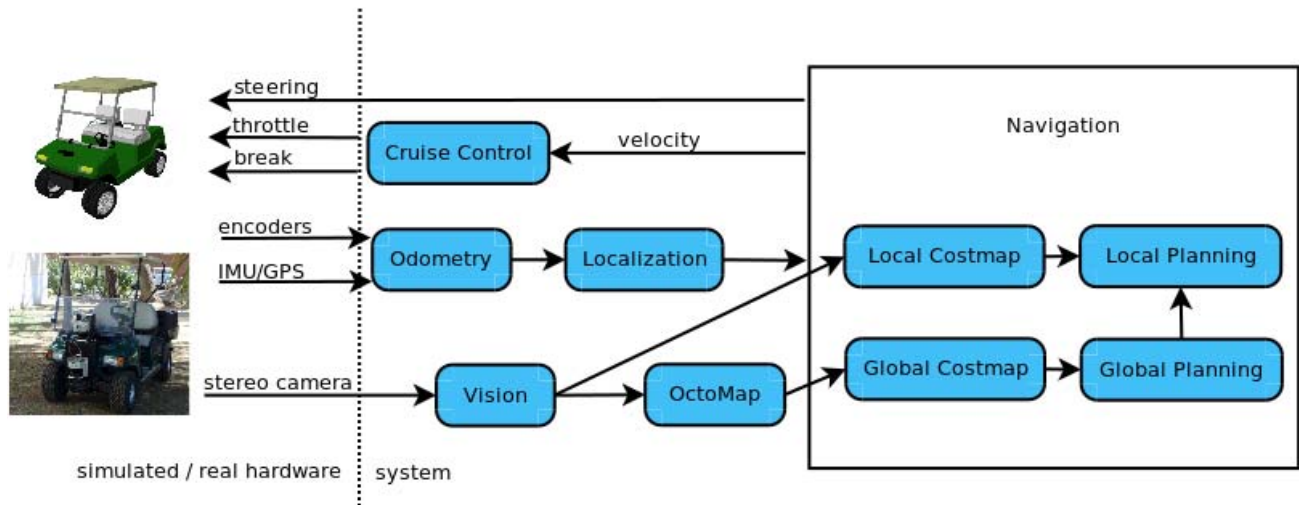 steering
throttle
break
Cruise Control
velocity
Navigation
encoders
IMU/GPS
Odometry
Localization
Local Costmap
Local Planning
stereo camera
Vision
OctoMap
Global Costmap
Global Planning
simulated / real hardware
system